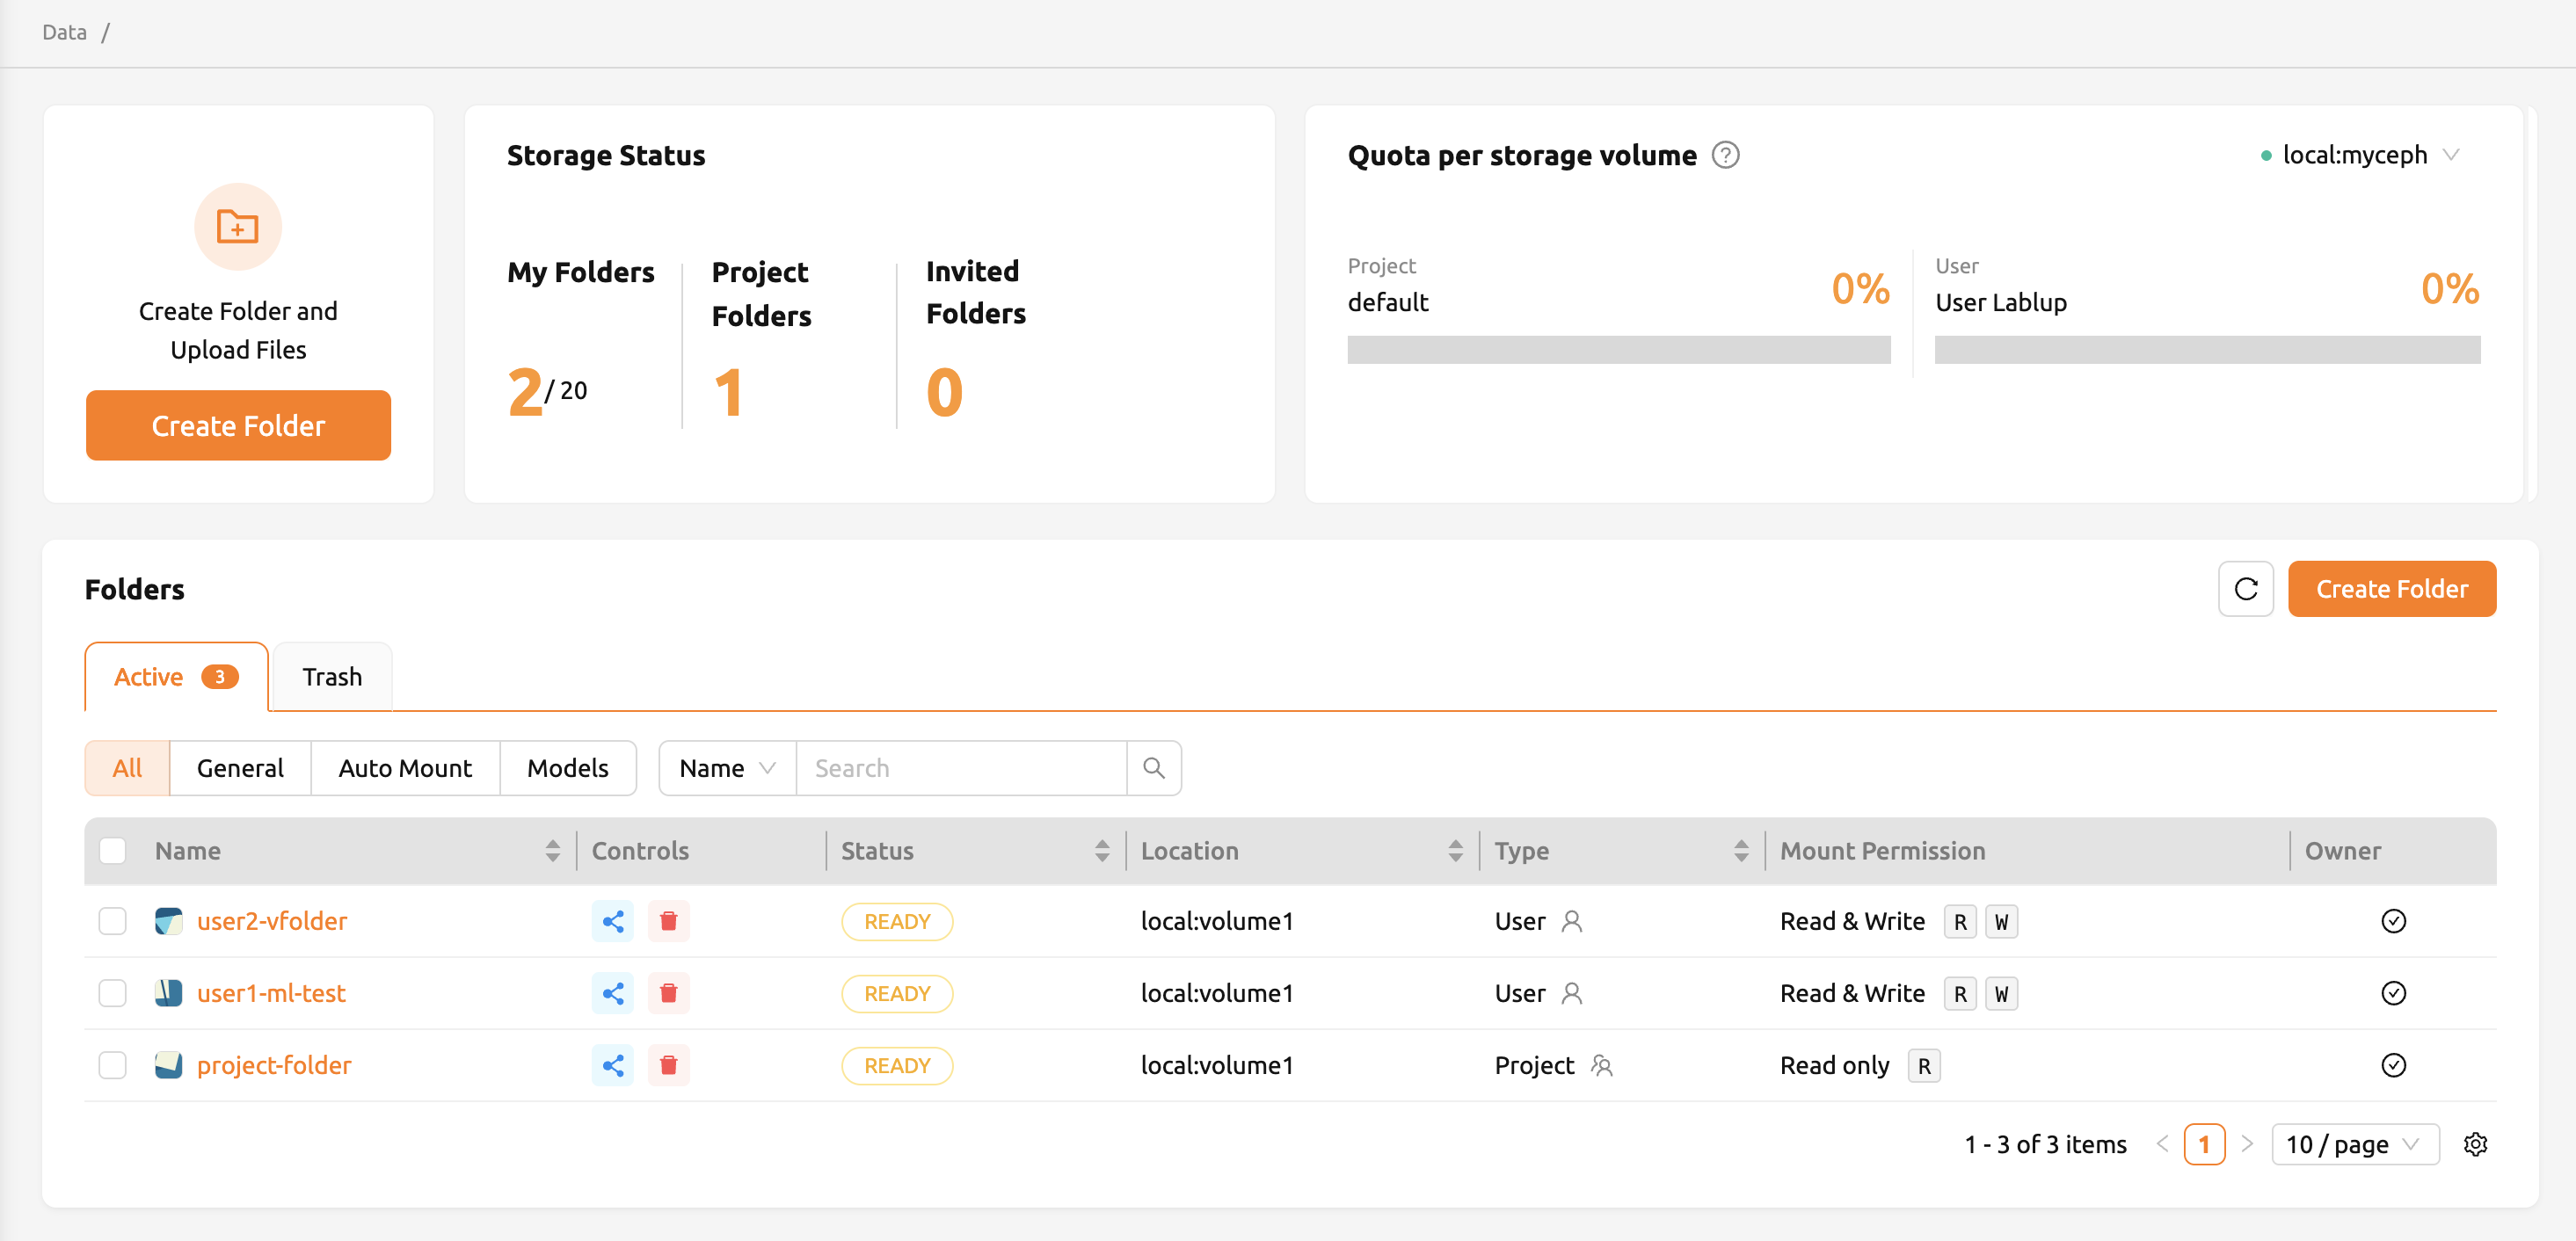 Data /
Create Folder and
Upload Files
Create Folder
Storage Status
My Folders
2 / 20
Project
Folders
1
Invited
Folders
0
Quota per storage volume
local:myceph
Project
default
0%
User
User Lablup
0%
Folders
Create Folder
Active 3
Trash
All General Auto Mount Models Name Search
Name Controls Status Location Type Mount Permission Owner
user2-vfolder READY local:volume1 User Read & Write R W
user1-ml-test READY local:volume1 User Read & Write R W
project-folder READY local:volume1 Project Read only R
1 - 3 of 3 items < 1 > 10 / page